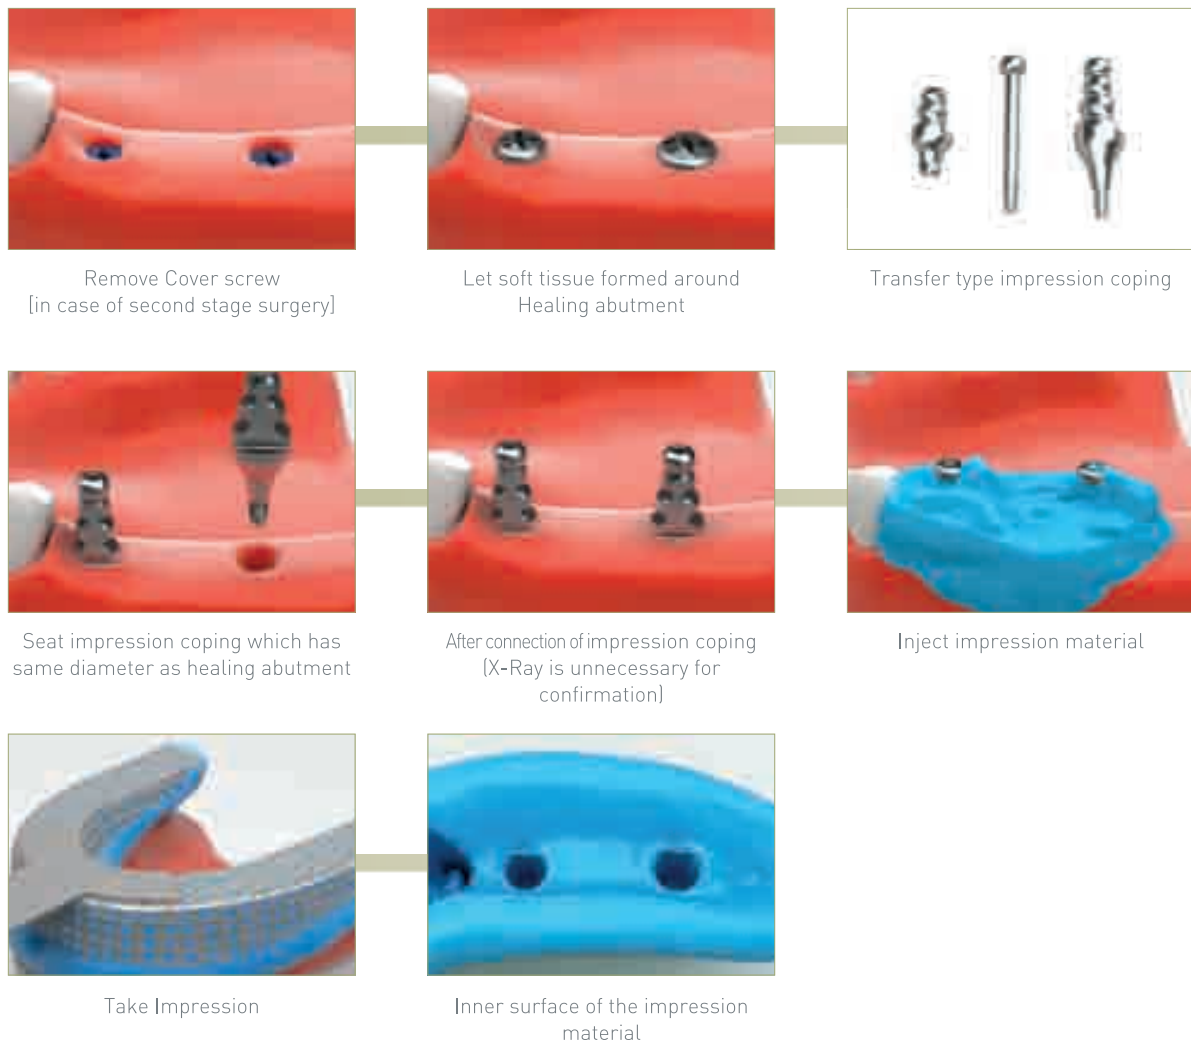 Remove Cover screw
[in case of second stage surgery]
Let soft tissue formed around
Healing abutment
Transfer type impression coping
Seat impression coping which has
same diameter as healing abutment
After connection of impression coping
(X-Ray is unnecessary for
confirmation)
Inject impression material
Take Impression
Inner surface of the impression
material